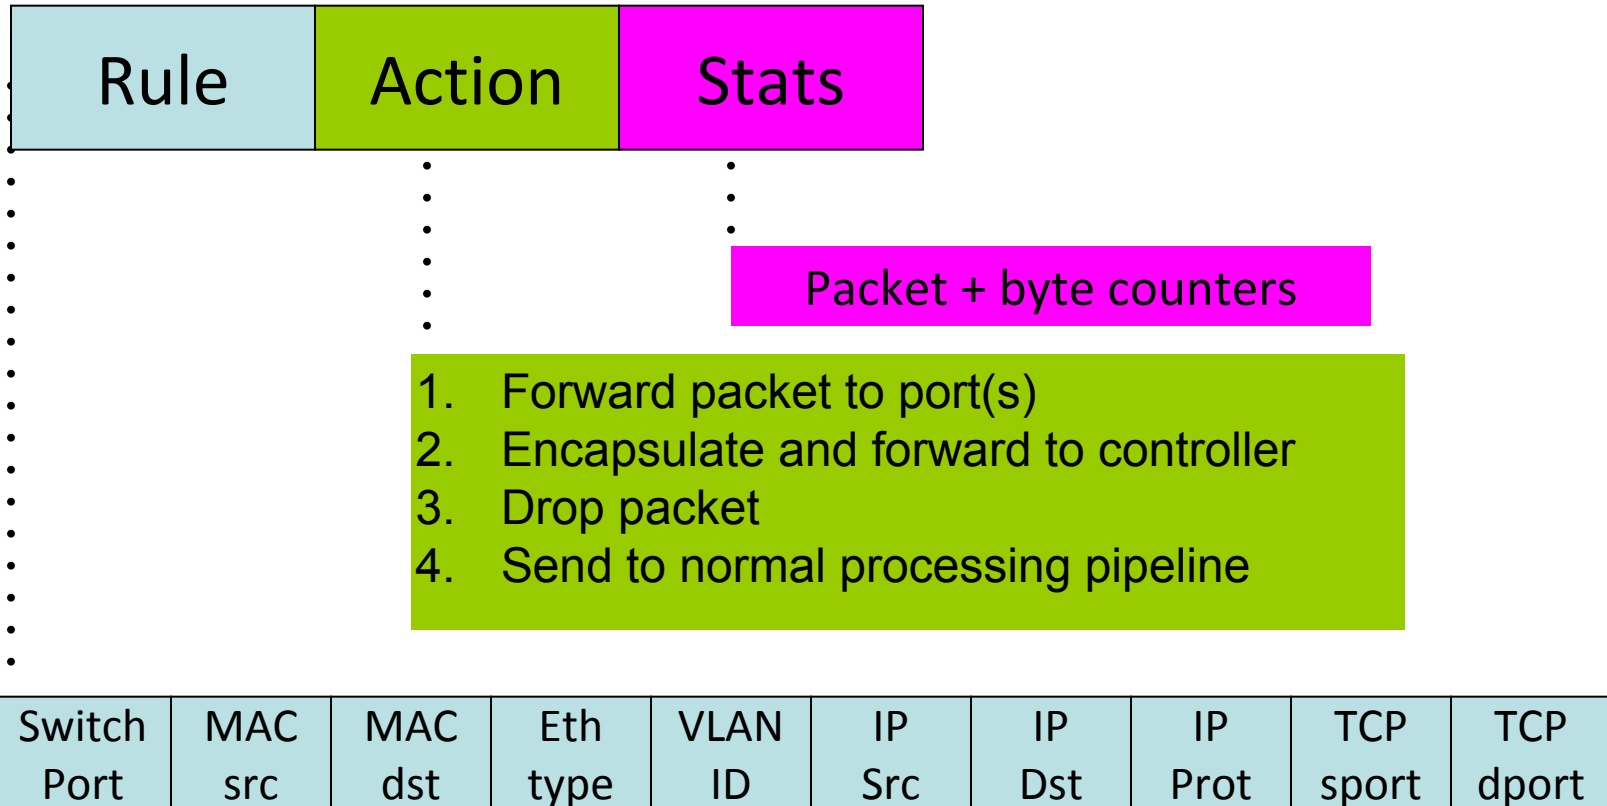 Rule Action Stats
Packet + byte counters
1. Forward packet to port(s)
2. Encapsulate and forward to controller
3. Drop packet
4. Send to normal processing pipeline
Switch MAC MAC Eth VLAN IP IP IP TCP TCP
Port src dst type ID Src Dst Prot sport dport